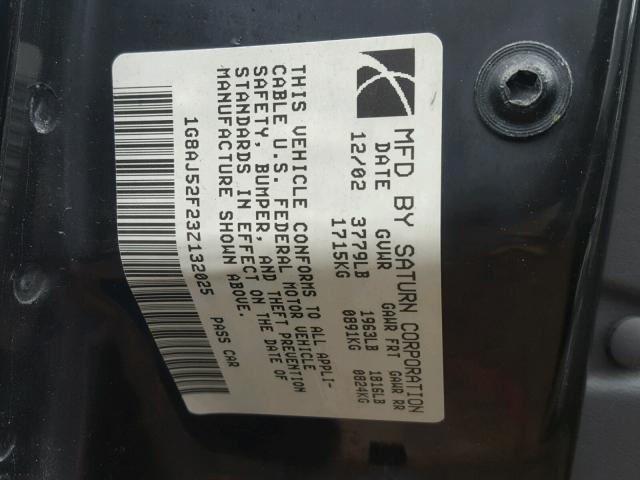 MFD BY SATURN CORPORATION
DATE GVWR GAWR FRT GAWR RR
12/02 3779LB 1963LB 1816LB
1715KG 0891KG 0824KG
THIS VEHICLE CONFORMS TO ALL APPLI-
CABLE U.S. FEDERAL MOTOR VEHICLE
SAFETY, BUMPER, AND THEFT PREVENTION
STANDARDS IN EFFECT ON THE DATE OF
MANUFACTURE SHOWN ABOVE.
1G8AJ52F23Z132025 PASS CAR